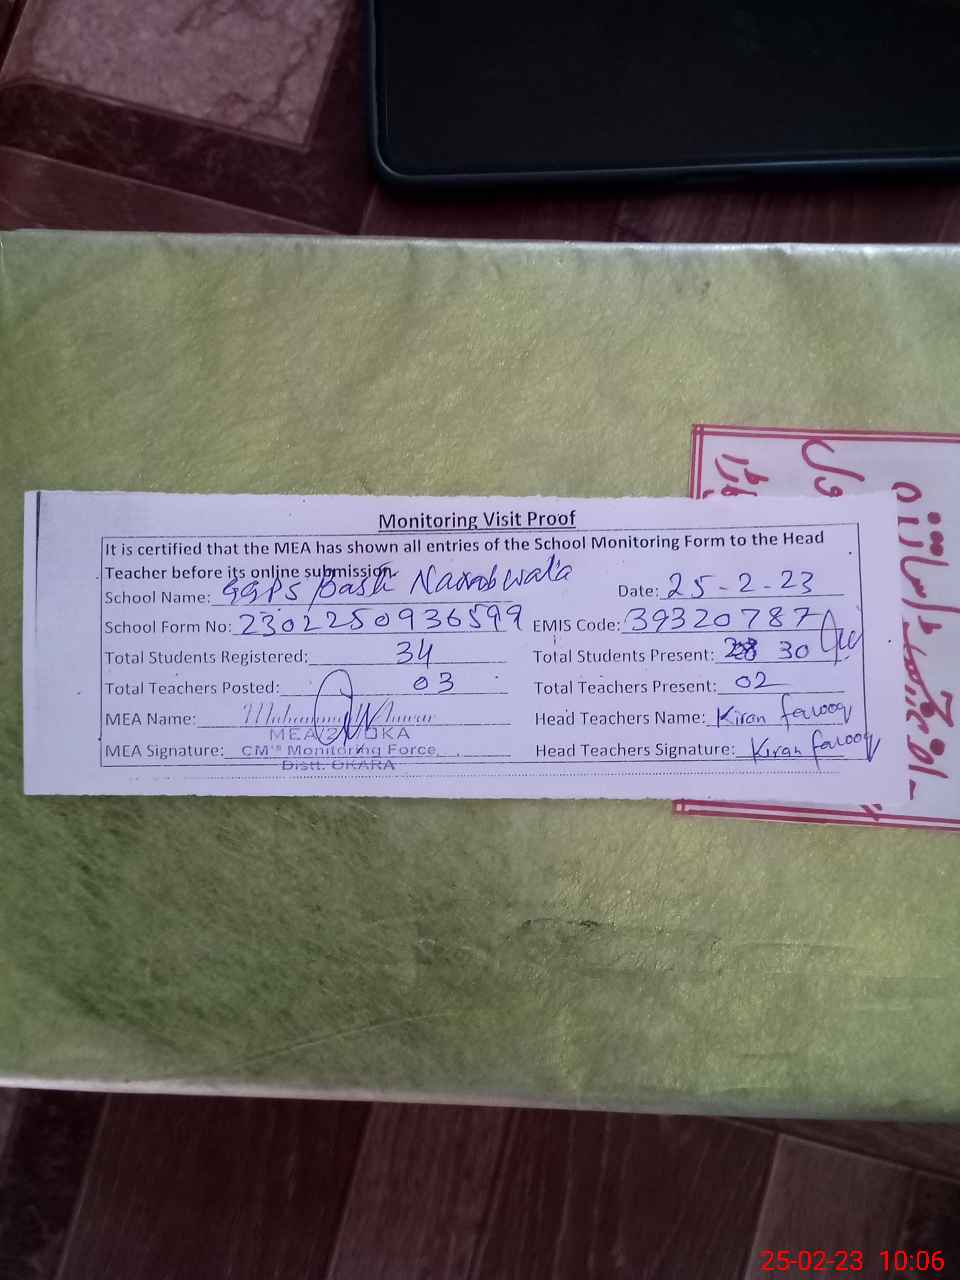 Monitoring Visit Proof
It is certified that the MEA has shown all entries of the School Monitoring Form to the Head
Teacher before its online submission.
School Name: GGPS Basti Date: 25-2-23
School Form No: 2302250936599 EMIS Code: 39320787
Total Students Registered: 34 Total Students Present: 30
Total Teachers Posted: 03 Total Teachers Present: 02
MEA Name: Muhammad Anwar Head Teachers Name: Kiran farooq
MEA
MEA Signature: CM's Monitoring Force Head Teachers Signature: Kiran farooq
Distt. OKARA
25-02-23 10:06